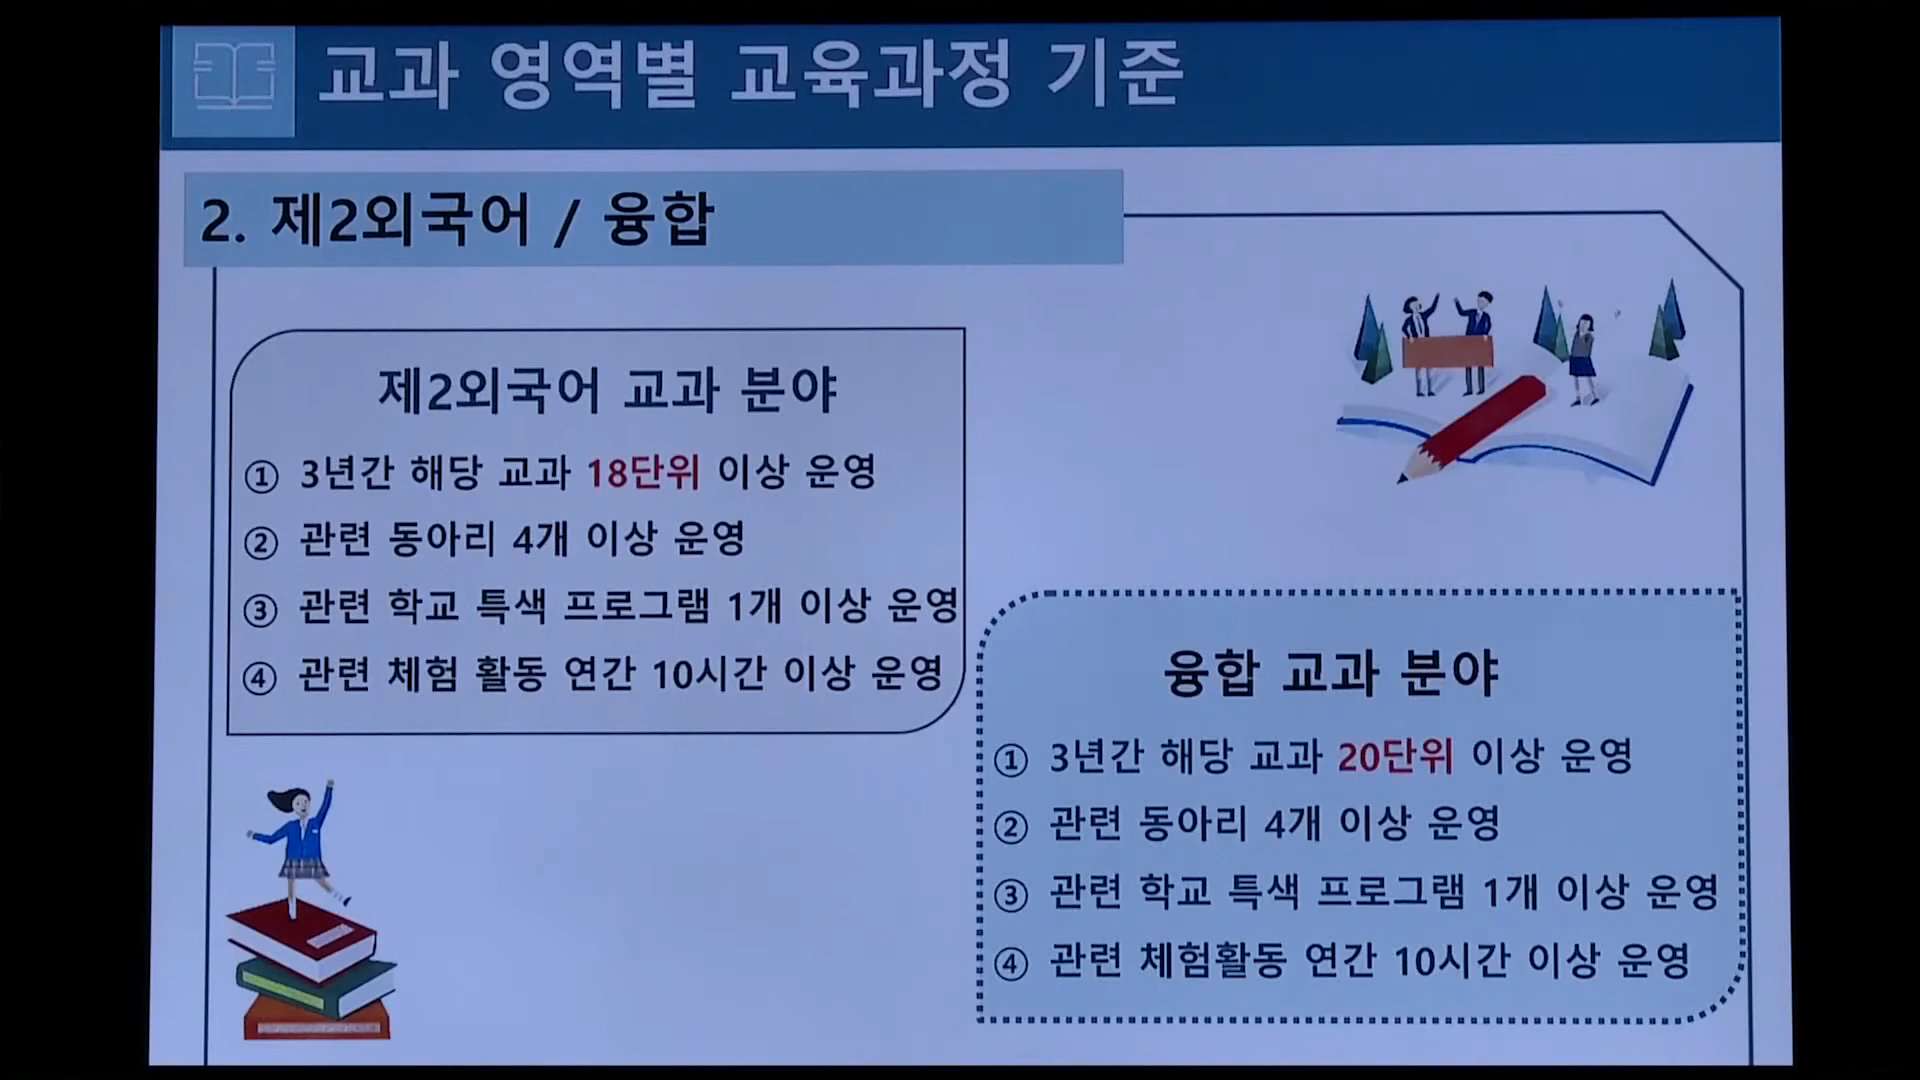 교과 영역별 교육과정 기준
2. 제2외국어 / 융합
제2외국어 교과 분야
① 3년간 해당 교과 18단위 이상 운영
② 관련 동아리 4개 이상 운영
③ 관련 학교 특색 프로그램 1개 이상 운영
④ 관련 체험 활동 연간 10시간 이상 운영
융합 교과 분야
① 3년간 해당 교과 20단위 이상 운영
② 관련 동아리 4개 이상 운영
③ 관련 학교 특색 프로그램 1개 이상 운영
④ 관련 체험활동 연간 10시간 이상 운영